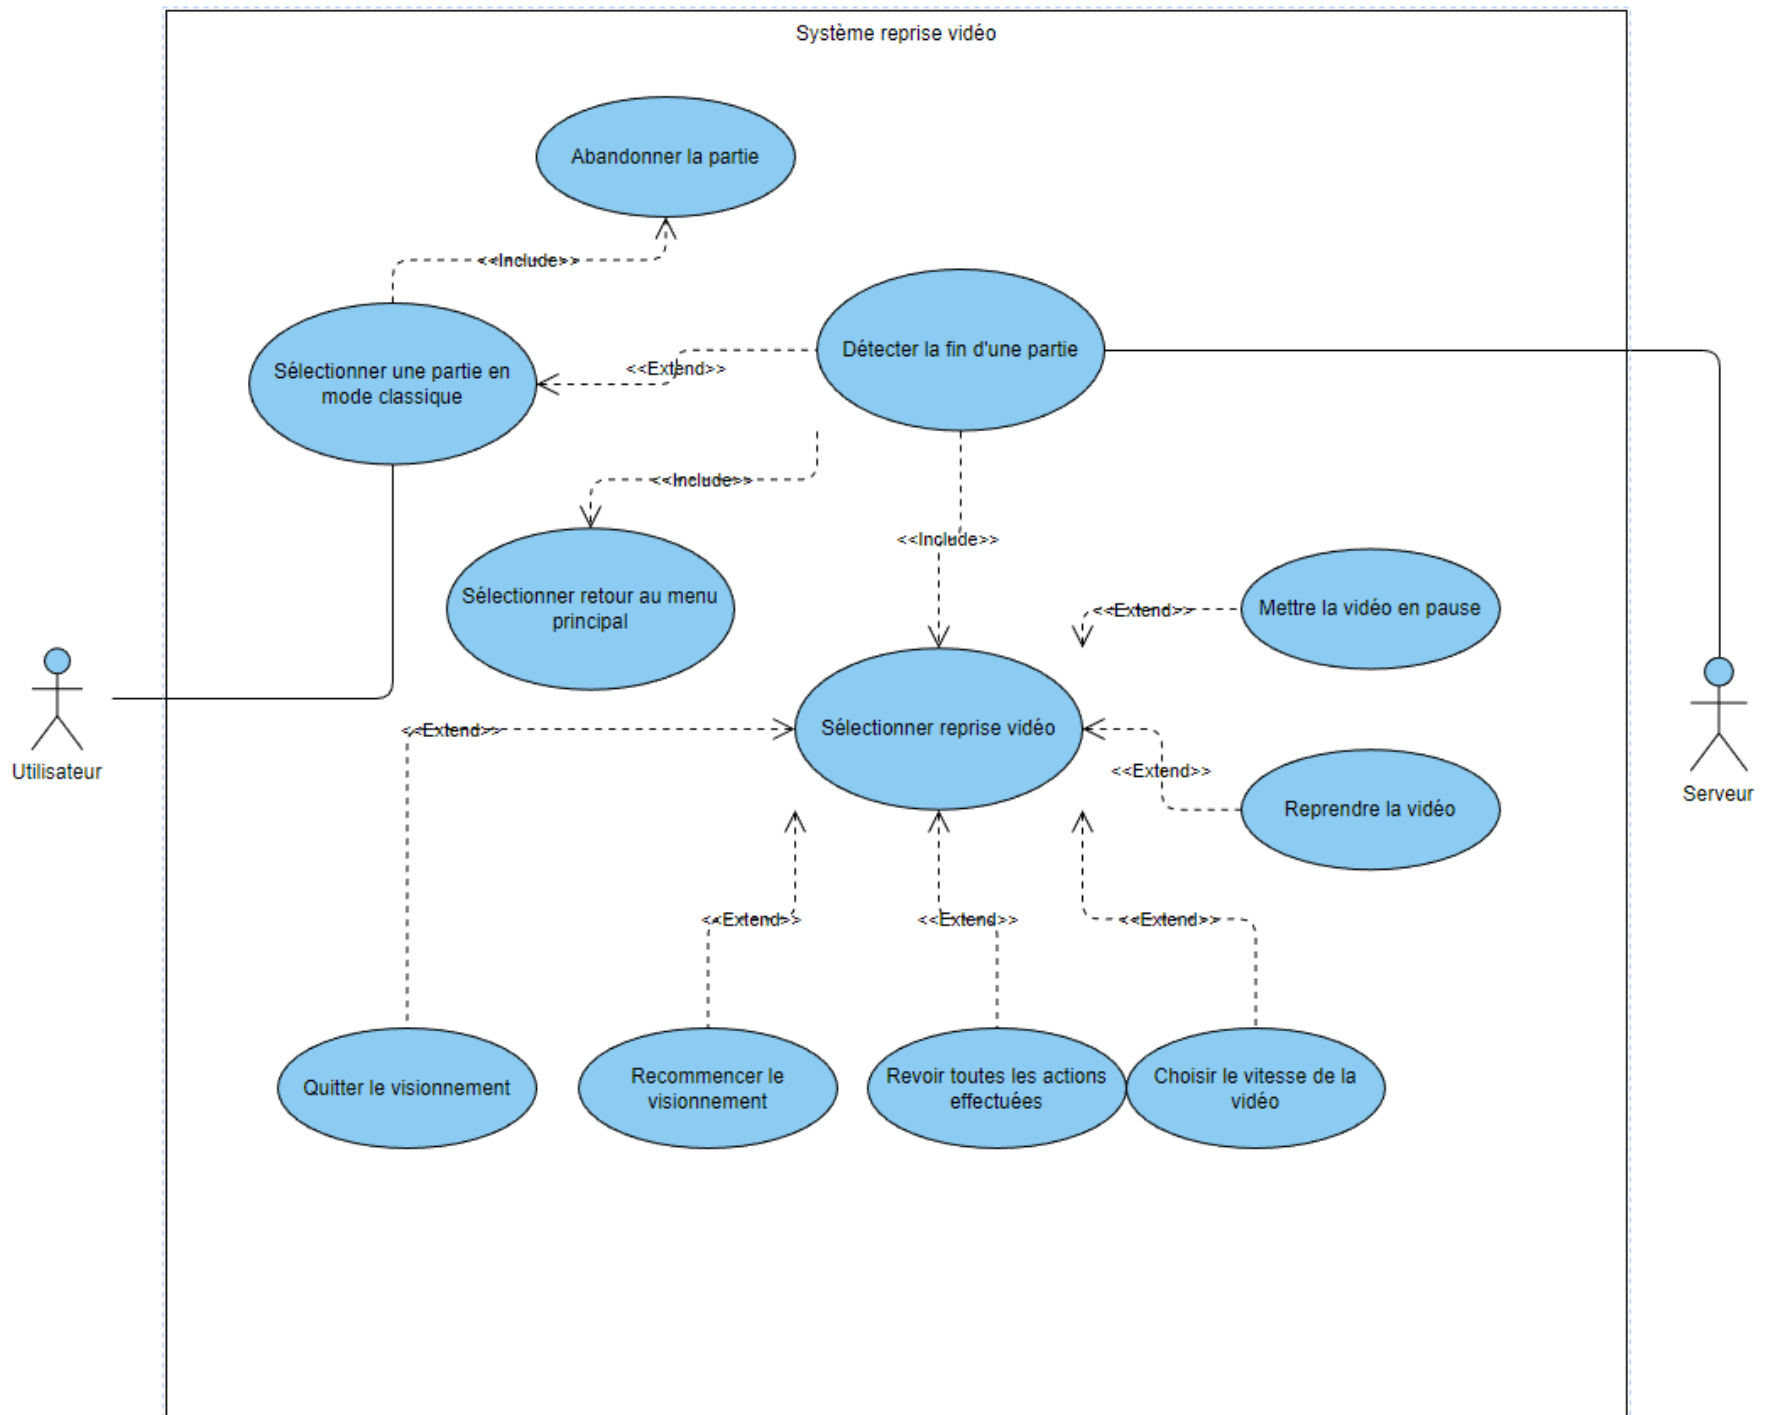 Système reprise vidéo
Abandonner la partie
<<Include>>
Détecter la fin d'une partie
Sélectionner une partie en
mode classique
<<Extend>>
<<Include>>
<<Include>>
Sélectionner retour au menu
principal
Mettre la vidéo en pause
<<Extend>>
Sélectionner reprise vidéo
<<Extend>>
<<Extend>>
Utilisateur
Serveur
Reprendre la vidéo
<<Extend>>
<<Extend>>
<<Extend>>
Quitter le visionnement
Recommencer le
visionnement
Revoir toutes les actions
effectuées
Choisir le vitesse de la
vidéo